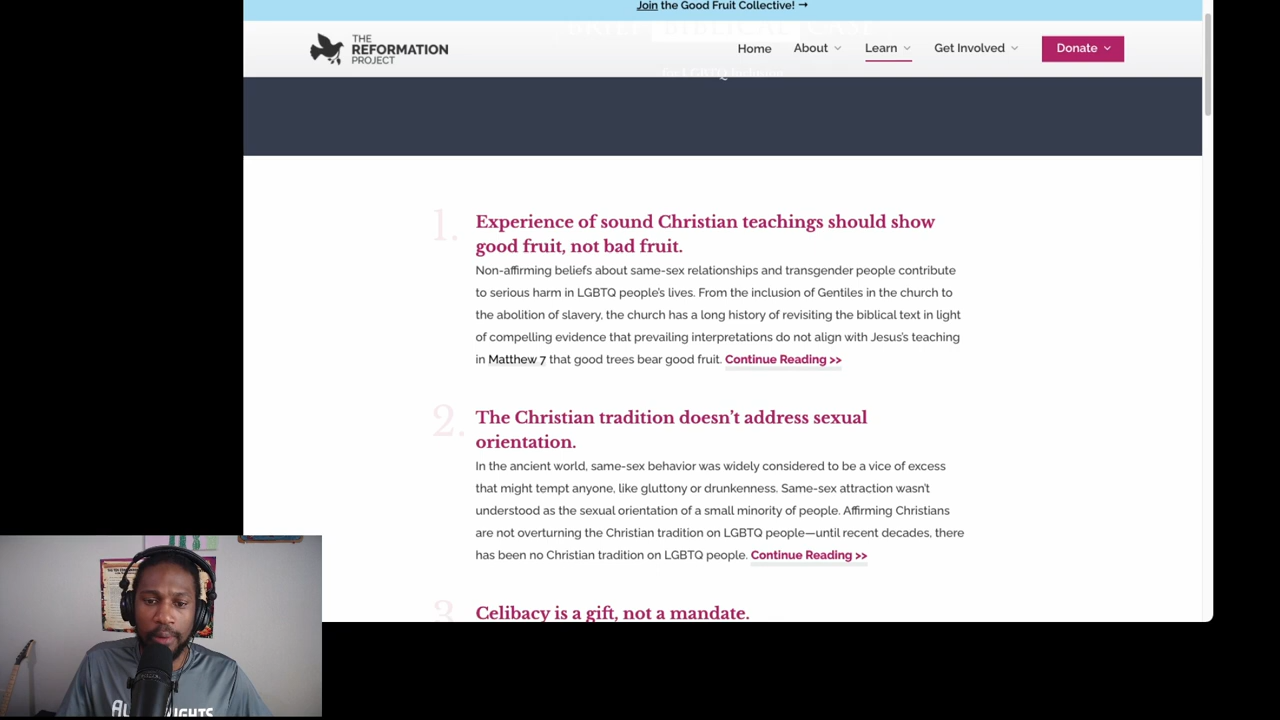 Join the Good Fruit Collective! →
BRIEF BIBLICAL CASE
for LGBTQ Inclusion
THE
REFORMATION
PROJECT
Home About Learn Get Involved Donate
1. Experience of sound Christian teachings should show
good fruit, not bad fruit.
Non-affirming beliefs about same-sex relationships and transgender people contribute
to serious harm in LGBTQ people’s lives. From the inclusion of Gentiles in the church to
the abolition of slavery, the church has a long history of revisiting the biblical text in light
of compelling evidence that prevailing interpretations do not align with Jesus’s teaching
in Matthew 7 that good trees bear good fruit. Continue Reading >>
2. The Christian tradition doesn’t address sexual
orientation.
In the ancient world, same-sex behavior was widely considered to be a vice of excess
that might tempt anyone, like gluttony or drunkenness. Same-sex attraction wasn’t
understood as the sexual orientation of a small minority of people. Affirming Christians
are not overturning the Christian tradition on LGBTQ people—until recent decades, there
has been no Christian tradition on LGBTQ people. Continue Reading >>
3. Celibacy is a gift, not a mandate.